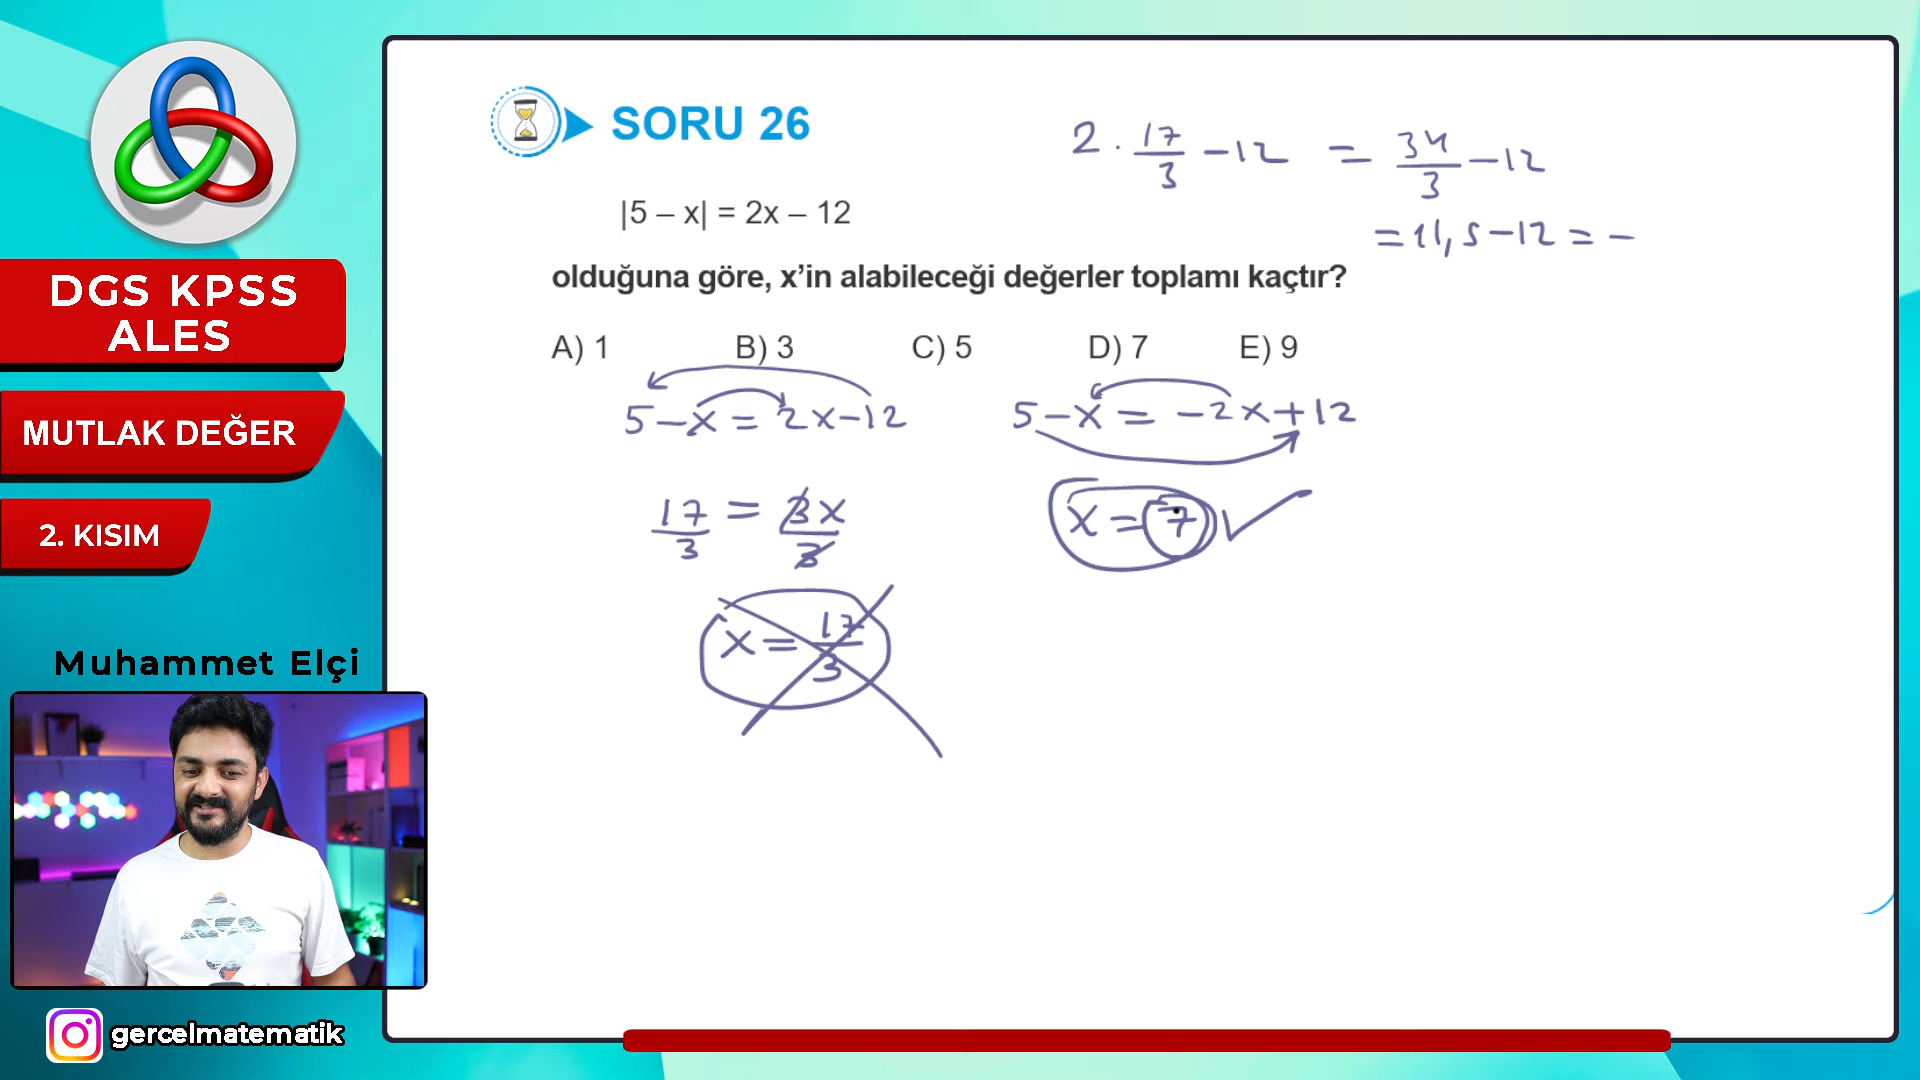 DGS KPSS
ALES
MUTLAK DEĞER
2. KISIM
Muhammet Elçi
gercelmatematik
SORU 26
|5 – x| = 2x – 12
olduğuna göre, x’in alabileceği değerler toplamı kaçtır?
A) 1 B) 3 C) 5 D) 7 E) 9
2 · 17/3 – 12 = 34/3 – 12
= 11,5 – 12 = –
5 – x = 2x – 12
17/3 = 3x/3
x = 17/3
5 – x = –2x + 12
x = 7